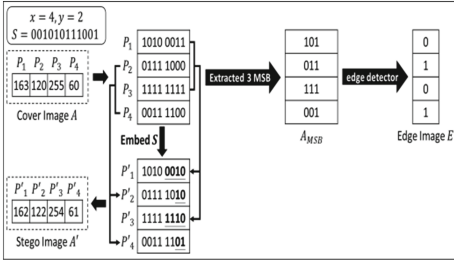 x = 4, y = 2
S = 001010111001
P₁ P₂ P₃ P₄
163 120 255 60
Cover Image A
P₁ 1010 0011
P₂ 0111 1000
P₃ 1111 1111
P₄ 0011 1100
Embed S
P'₁ 1010 0010
P'₂ 0111 1010
P'₃ 1111 1110
P'₄ 0011 1101
P'₁ P'₂ P'₃ P'₄
162 122 254 61
Stego Image A'
Extracted 3 MSB
101
011
111
001
A_MSB
edge detector
0
1
0
1
Edge Image E